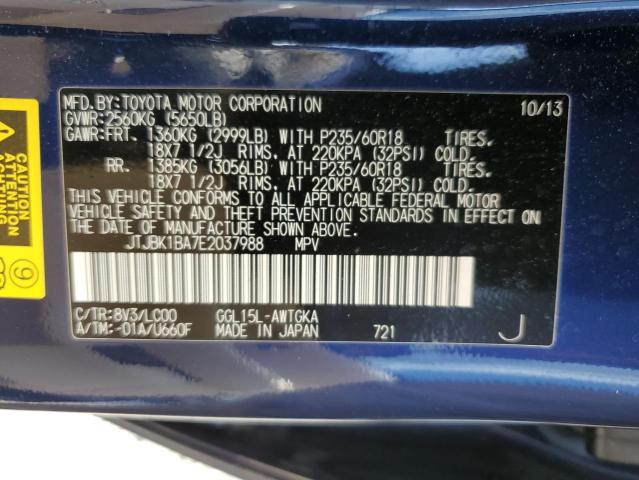 MFD.BY:TOYOTA MOTOR CORPORATION 10/13
GVWR:2560KG (5650LB)
GAWR:FRT. 1360KG (2999LB) WITH P235/60R18 TIRES.
18X7 1/2J RIMS, AT 220KPA (32PSI) COLD.
RR. 1385KG (3056LB) WITH P235/60R18 TIRES.
18X7 1/2J RIMS, AT 220KPA (32PSI) COLD.
THIS VEHICLE CONFORMS TO ALL APPLICABLE FEDERAL MOTOR
VEHICLE SAFETY AND THEFT PREVENTION STANDARDS IN EFFECT ON
THE DATE OF MANUFACTURE SHOWN ABOVE.
JTJBK1BA7E2037988 MPV
C/TR:8V3/LC00 GGL15L-AWTGKA
A/TM:-01A/U660F MADE IN JAPAN 721 J
CAUTION
9